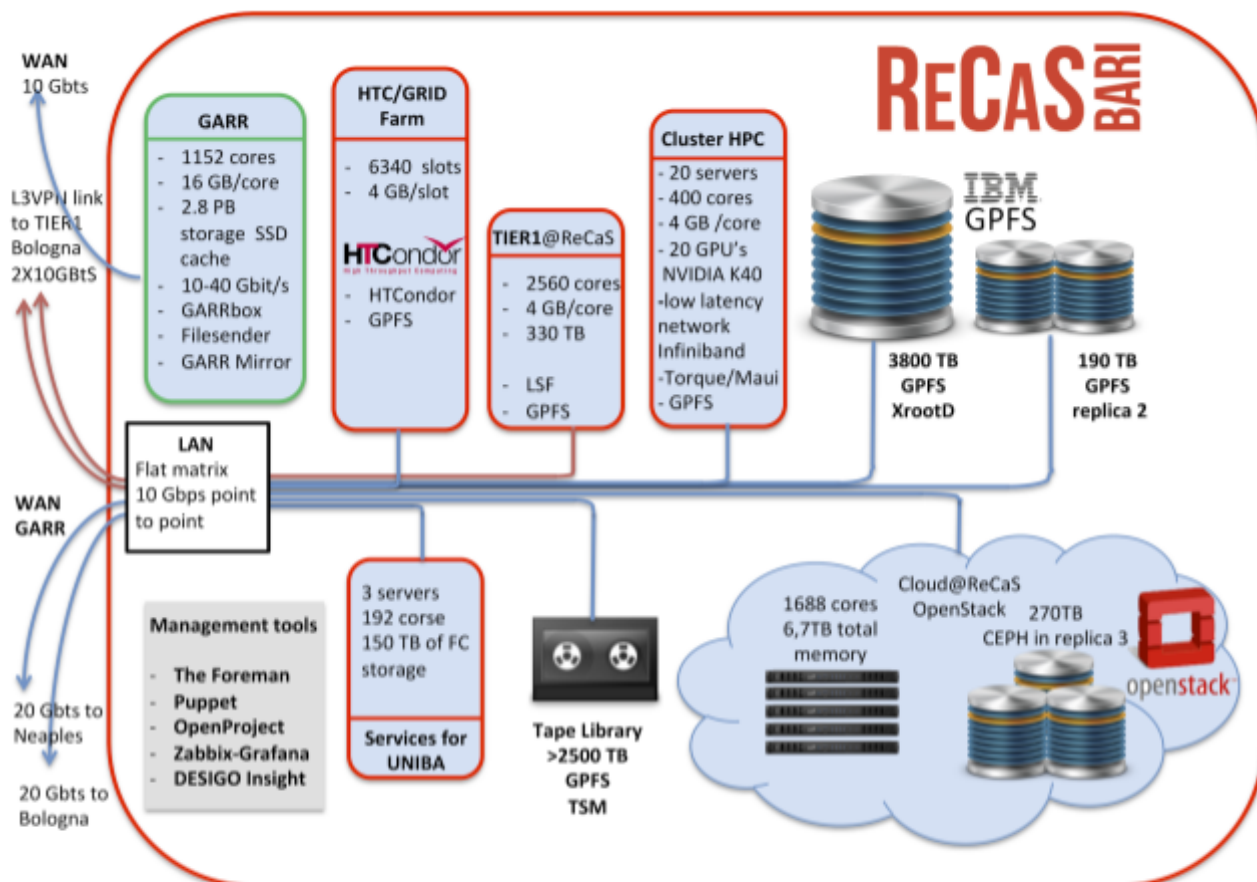 WAN
10 Gbts
L3VPN link
to TIER1
Bologna
2X10GBtS
WAN
GARR
20 Gbts to
Neaples
20 Gbts to
Bologna
GARR
- 1152 cores
- 16 GB/core
- 2.8 PB
storage SSD
cache
- 10-40 Gbit/s
- GARRbox
- Filesender
- GARR Mirror
HTC/GRID
Farm
- 6340 slots
- 4 GB/slot
HTCondor
High Throughput Computing
- HTCondor
- GPFS
TIER1@ReCaS
- 2560 cores
- 4 GB/core
- 330 TB
- LSF
- GPFS
Cluster HPC
- 20 servers
- 400 cores
- 4 GB /core
- 20 GPU's
NVIDIA K40
-low latency
network
Infiniband
-Torque/Maui
- GPFS
RECAS
BARI
IBM
GPFS
3800 TB
GPFS
XrootD
190 TB
GPFS
replica 2
LAN
Flat matrix
10 Gbps point
to point
Management tools
- The Foreman
- Puppet
- OpenProject
- Zabbix-Grafana
- DESIGO Insight
3 servers
192 corse
150 TB of FC
storage
Services for
UNIBA
Tape Library
>2500 TB
GPFS
TSM
Cloud@ReCaS
OpenStack
1688 cores
6,7TB total
memory
270TB
CEPH in replica 3
openstack